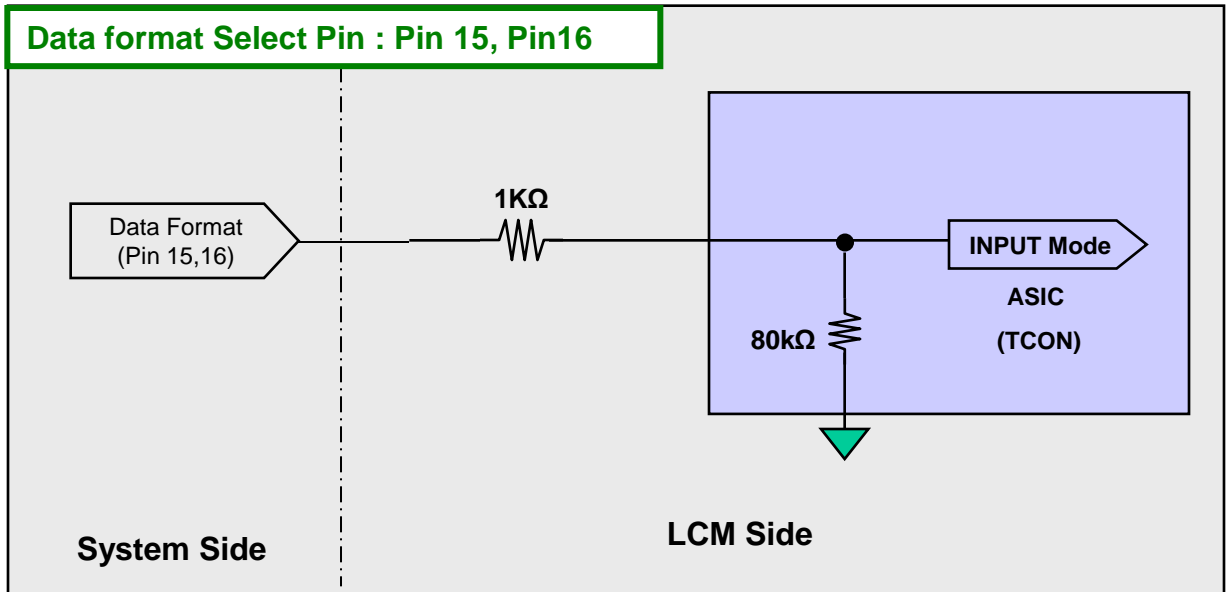 Data format Select Pin : Pin 15, Pin16
1KΩ
Data Format
(Pin 15,16)
INPUT Mode
ASIC
(TCON)
80kΩ
System Side
LCM Side